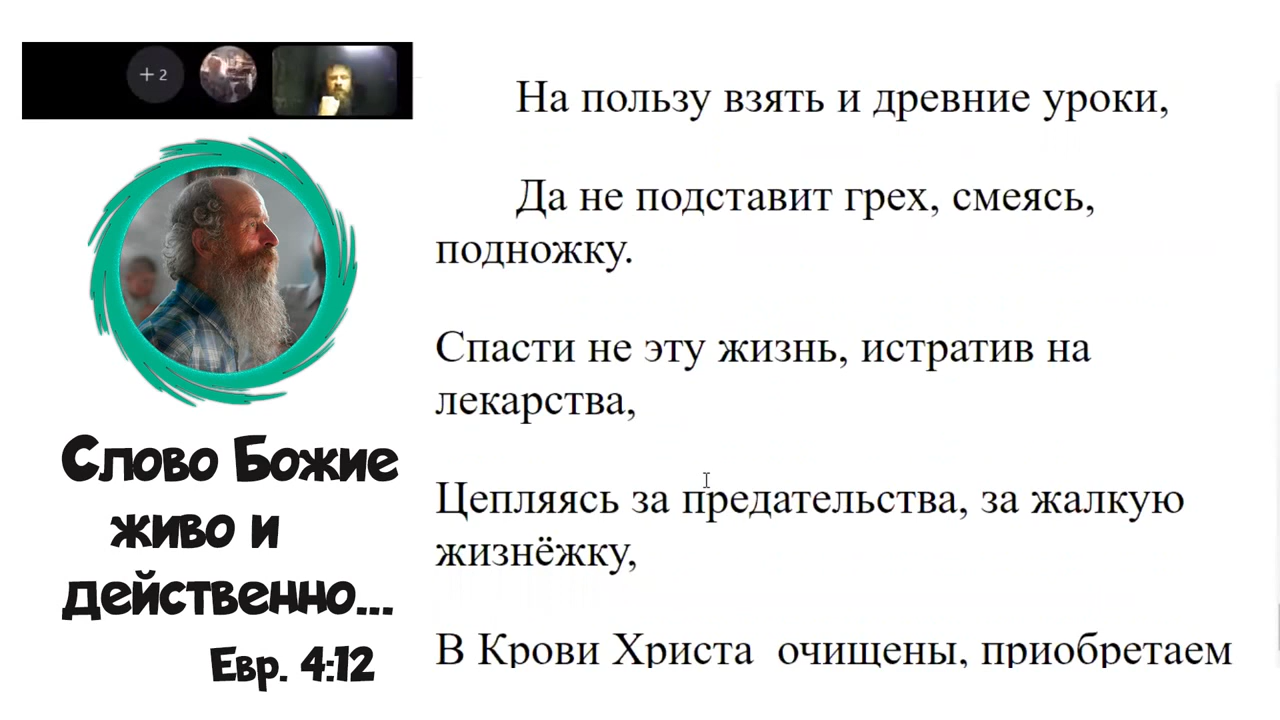 +2
На пользу взять и древние уроки,
Да не подставит грех, смеясь,
подножку.
Спасти не эту жизнь, истратив на
лекарства,
Цепляясь за предательства, за жалкую
жизнёжку,
В Крови Христа очищены, приобретаем
Слово Божие
живо и
действенно...
Евр. 4:12